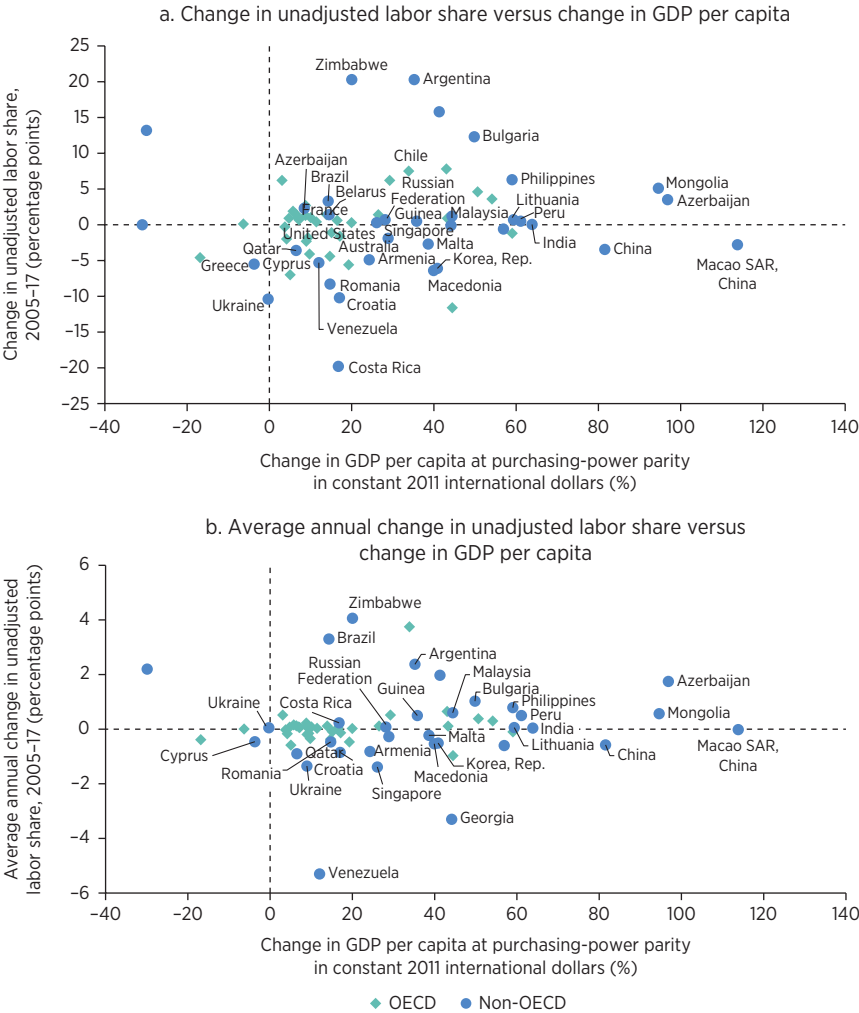 a. Change in unadjusted labor share versus change in GDP per capita
Change in unadjusted labor share,
2005–17 (percentage points)
25
20
15
10
5
0
−5
−10
−15
−20
−25
Zimbabwe
Argentina
Bulgaria
Chile
Azerbaijan
Brazil
Belarus
France
Russian
Federation
Philippines
Lithuania
Mongolia
Azerbaijan
Guinea
Malaysia
Peru
United States
Singapore
Qatar
Australia
Malta
India
China
Greece
Cyprus
Armenia
Korea, Rep.
Macao SAR,
China
Ukraine
Romania
Macedonia
Croatia
Venezuela
Costa Rica
−40
−20
0
20
40
60
80
100
120
140
Change in GDP per capita at purchasing-power parity
in constant 2011 international dollars (%)
b. Average annual change in unadjusted labor share versus
change in GDP per capita
Average annual change in unadjusted
labor share, 2005–17 (percentage points)
6
4
2
0
−2
−4
−6
Zimbabwe
Brazil
Argentina
Russian
Federation
Malaysia
Azerbaijan
Guinea
Bulgaria
Ukraine
Costa Rica
Philippines
Peru
Mongolia
India
Malta
Lithuania
Macao SAR,
China
Cyprus
Qatar
Armenia
China
Romania
Croatia
Korea, Rep.
Macedonia
Ukraine
Singapore
Georgia
Venezuela
−40
−20
0
20
40
60
80
100
120
140
Change in GDP per capita at purchasing-power parity
in constant 2011 international dollars (%)
OECD
Non-OECD